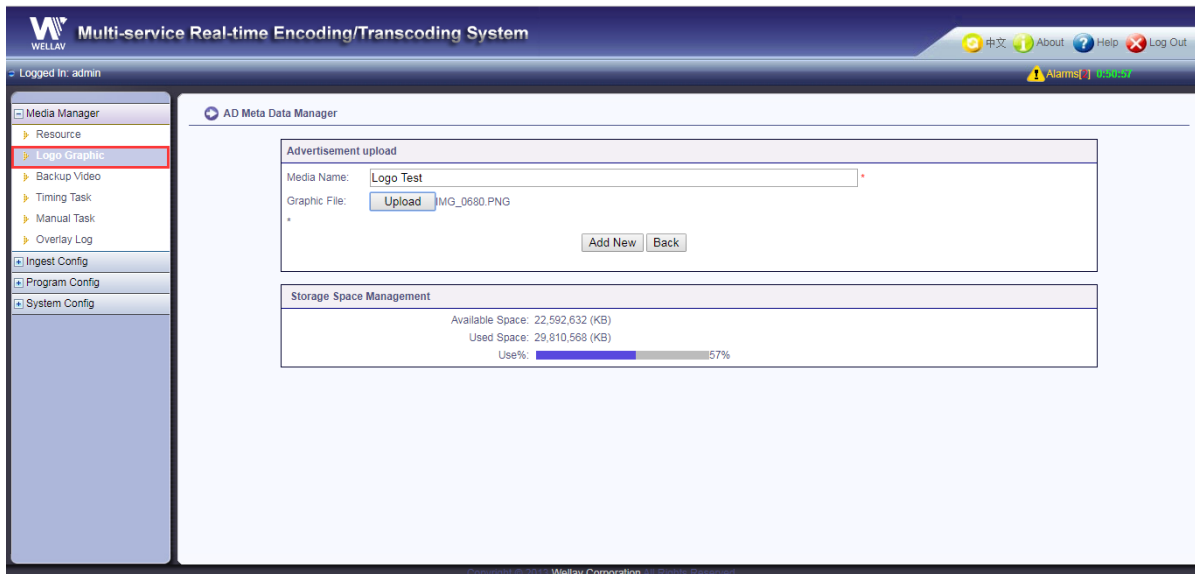 WELLAV
Multi-service Real-time Encoding/Transcoding System
中文 About Help Log Out
Logged In: admin
Alarms[ ] 0:50:57
Media Manager
Resource
Logo Graphic
Backup Video
Timing Task
Manual Task
Overlay Log
Ingest Config
Program Config
System Config
AD Meta Data Manager
Advertisement upload
Media Name: Logo Test *
Graphic File: Upload IMG_0680.PNG
*
Add New Back
Storage Space Management
Available Space: 22,592,632 (KB)
Used Space: 29,810,568 (KB)
Use%: 57%
Copyright © Wellav Corporation All Rights Reserved